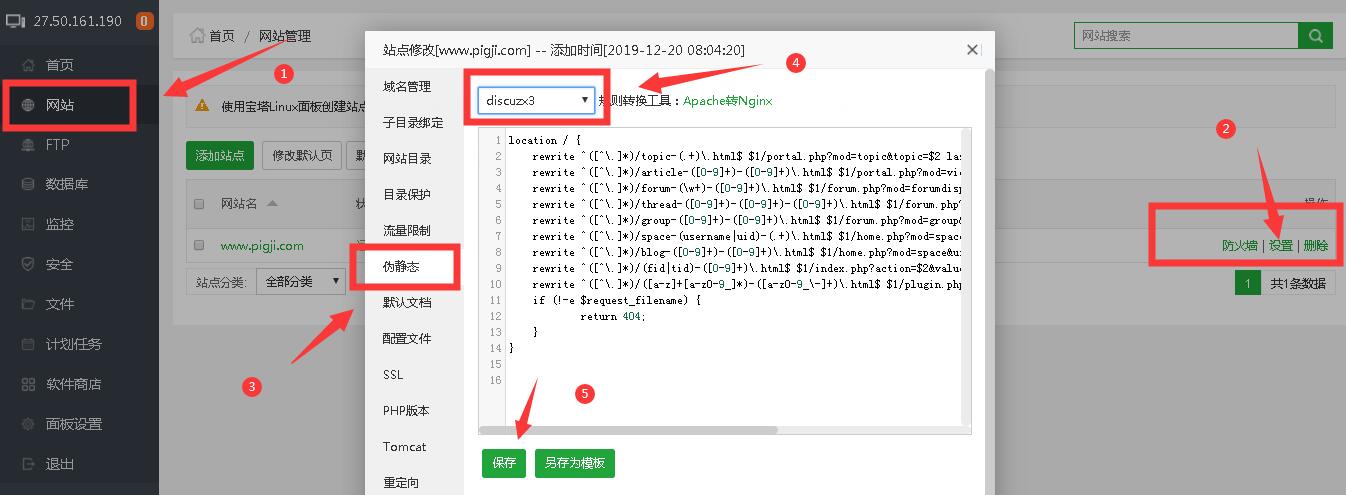 27.50.161.190 0
首页
网站
FTP
数据库
监控
安全
文件
计划任务
软件商店
面板设置
退出
首页 / 网站管理
网站搜索
使用宝塔Linux面板创建站点
添加站点 修改默认页
网站名
www.pigji.com
站点分类: 全部分类
防火墙 | 设置 | 删除
1 共1条数据
站点修改[www.pigji.com] -- 添加时间[2019-12-20 08:04:20]
域名管理
子目录绑定
网站目录
目录保护
流量限制
伪静态
默认文档
配置文件
SSL
PHP版本
Tomcat
重定向
discuzx3 规则转换工具：Apache转Nginx
1 location / {
2 rewrite ^([^\.]*)/topic-(.+)\.html$ $1/portal.php?mod=topic&topic=$2 las
3 rewrite ^([^\.]*)/article-([0-9]+)-([0-9]+)\.html$ $1/portal.php?mod=vie
4 rewrite ^([^\.]*)/forum-(\w+)-([0-9]+)\.html$ $1/forum.php?mod=forumdisp
5 rewrite ^([^\.]*)/thread-([0-9]+)-([0-9]+)-([0-9]+)\.html$ $1/forum.php?
6 rewrite ^([^\.]*)/group-([0-9]+)-([0-9]+)\.html$ $1/forum.php?mod=group&
7 rewrite ^([^\.]*)/space-(username|uid)-(.+)\.html$ $1/home.php?mod=space
8 rewrite ^([^\.]*)/blog-([0-9]+)-([0-9]+)\.html$ $1/home.php?mod=space&u
9 rewrite ^([^\.]*)/(fid|tid)-([0-9]+)\.html$ $1/index.php?action=$2&value
10 rewrite ^([^\.]*)/([a-z]+[a-z0-9_]*)-([a-z0-9_\-]+)\.html$ $1/plugin.php
11 if (!-e $request_filename) {
12 return 404;
13 }
14 }
15
16
保存 另存为模板
1
2
3
4
5